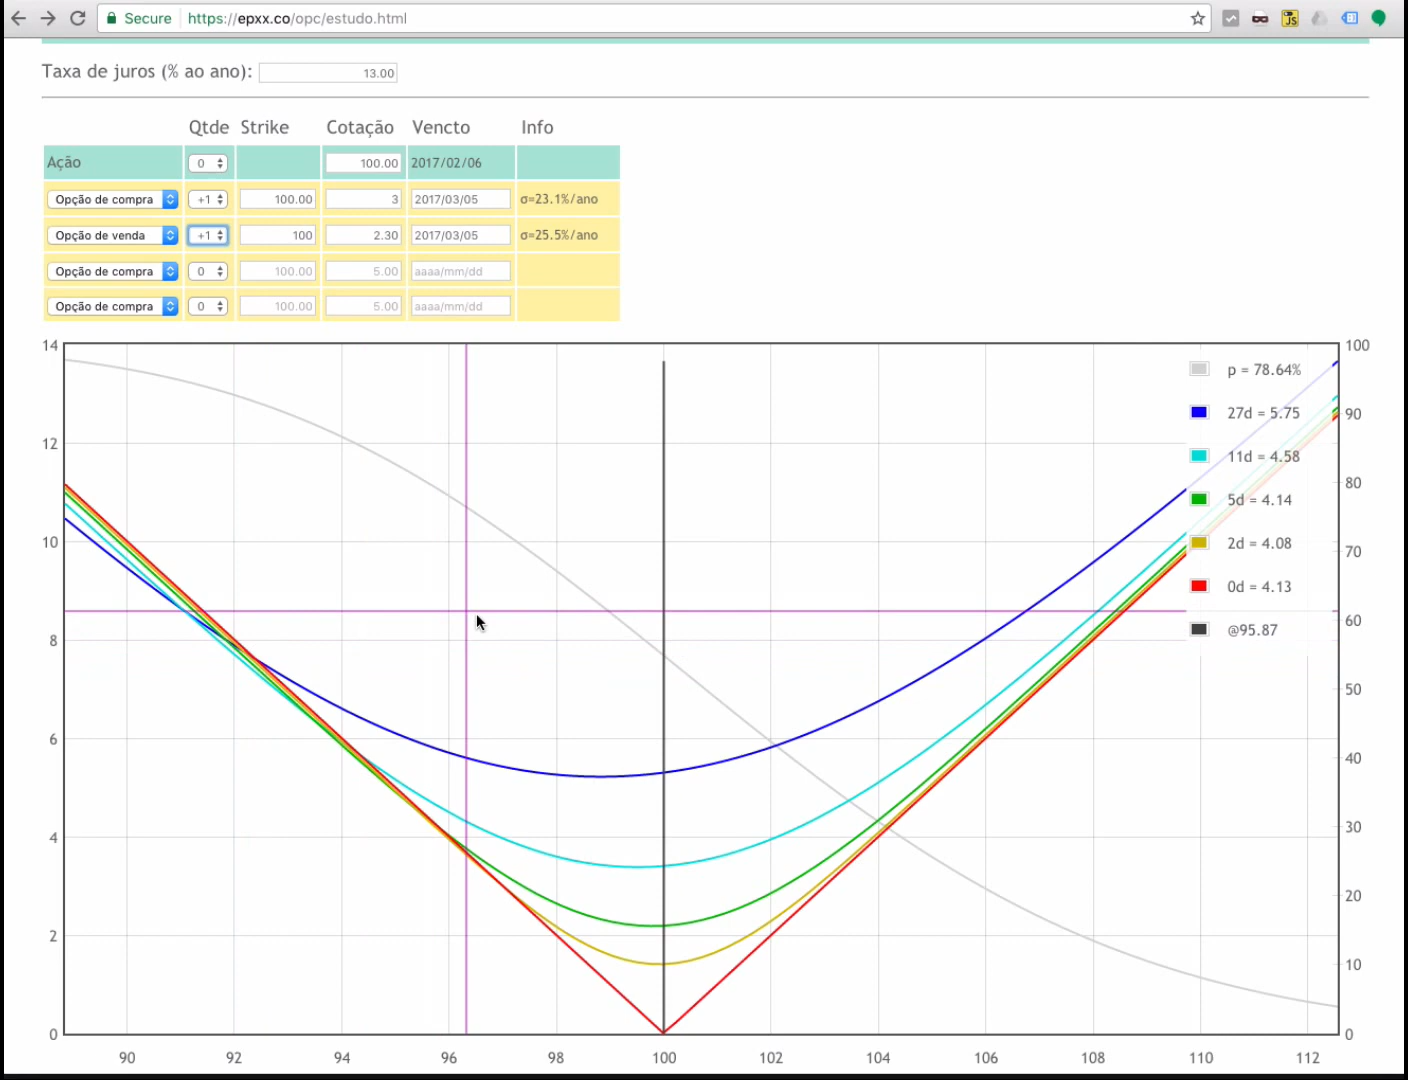 Secure https://epxx.co/opc/estudo.html
Taxa de juros (% ao ano): 13.00
Qtde Strike Cotação Vencto Info
Ação 0 100.00 2017/02/06
Opção de compra +1 100.00 3 2017/03/05 σ=23.1%/ano
Opção de venda +1 100 2.30 2017/03/05 σ=25.5%/ano
Opção de compra 0 100.00 5.00 aaaa/mm/dd
Opção de compra 0 100.00 5.00 aaaa/mm/dd
14
12
10
8
6
4
2
0
p = 78.64%
27d = 5.75
11d = 4.58
5d = 4.14
2d = 4.08
0d = 4.13
@95.87
100
90
80
70
60
50
40
30
20
10
0
90 92 94 96 98 100 102 104 106 108 110 112